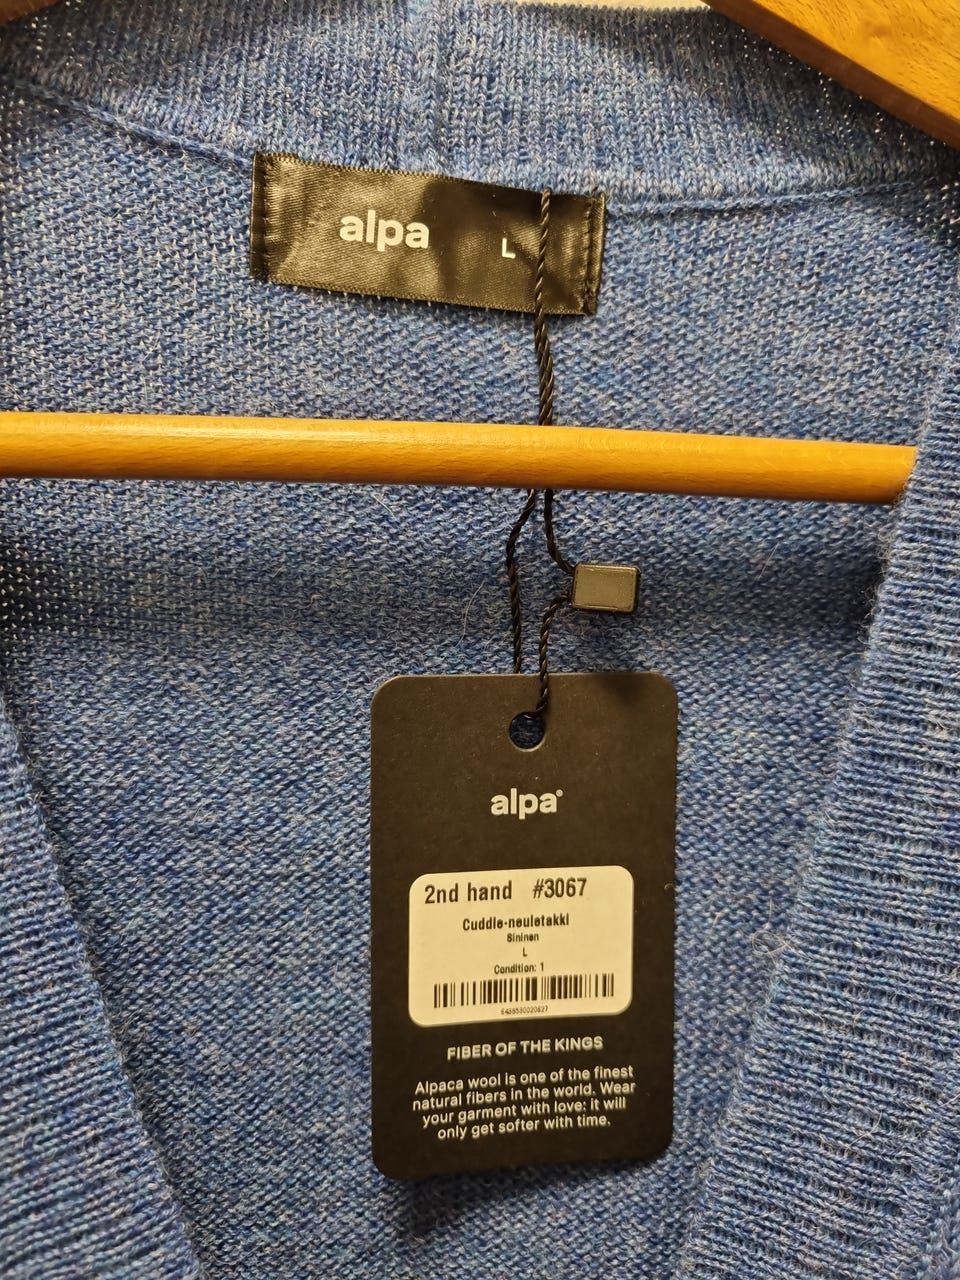 alpa L
alpa®
2nd hand #3067
Cuddle-neuletakki
Sininen
L
Condition: 1
6438530020627
FIBER OF THE KINGS
Alpaca wool is one of the finest
natural fibers in the world. Wear
your garment with love: it will
only get softer with time.